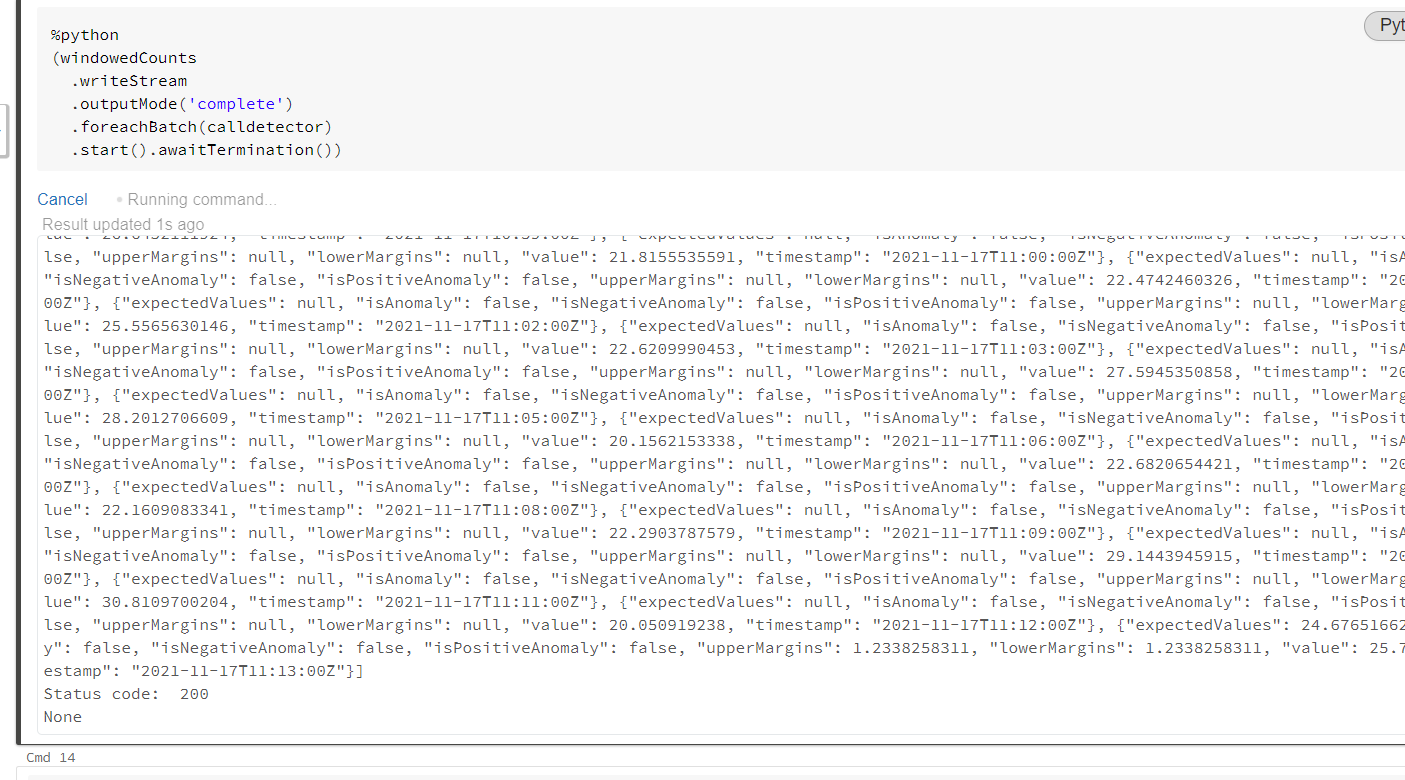 %python
Pyt
(windowedCounts
.writeStream
.outputMode('complete')
.foreachBatch(calldetector)
.start().awaitTermination())
Cancel
Running command...
Result updated 1s ago
lse, "upperMargins": null, "lowerMargins": null, "value": 21.8155535591, "timestamp": "2021-11-17T11:00:00Z"}, {"expectedValues": null, "isA
"isNegativeAnomaly": false, "isPositiveAnomaly": false, "upperMargins": null, "lowerMargins": null, "value": 22.4742460326, "timestamp": "20
00Z"}, {"expectedValues": null, "isAnomaly": false, "isNegativeAnomaly": false, "isPositiveAnomaly": false, "upperMargins": null, "lowerMarg
lue": 25.5565630146, "timestamp": "2021-11-17T11:02:00Z"}, {"expectedValues": null, "isAnomaly": false, "isNegativeAnomaly": false, "isPosit
lse, "upperMargins": null, "lowerMargins": null, "value": 22.6209990453, "timestamp": "2021-11-17T11:03:00Z"}, {"expectedValues": null, "isA
"isNegativeAnomaly": false, "isPositiveAnomaly": false, "upperMargins": null, "lowerMargins": null, "value": 27.5945350858, "timestamp": "20
00Z"}, {"expectedValues": null, "isAnomaly": false, "isNegativeAnomaly": false, "isPositiveAnomaly": false, "upperMargins": null, "lowerMarg
lue": 28.2012706609, "timestamp": "2021-11-17T11:05:00Z"}, {"expectedValues": null, "isAnomaly": false, "isNegativeAnomaly": false, "isPosit
lse, "upperMargins": null, "lowerMargins": null, "value": 20.1562153338, "timestamp": "2021-11-17T11:06:00Z"}, {"expectedValues": null, "isA
"isNegativeAnomaly": false, "isPositiveAnomaly": false, "upperMargins": null, "lowerMargins": null, "value": 22.6820654421, "timestamp": "20
00Z"}, {"expectedValues": null, "isAnomaly": false, "isNegativeAnomaly": false, "isPositiveAnomaly": false, "upperMargins": null, "lowerMarg
lue": 22.1609083341, "timestamp": "2021-11-17T11:08:00Z"}, {"expectedValues": null, "isAnomaly": false, "isNegativeAnomaly": false, "isPosit
lse, "upperMargins": null, "lowerMargins": null, "value": 22.2903787579, "timestamp": "2021-11-17T11:09:00Z"}, {"expectedValues": null, "isA
"isNegativeAnomaly": false, "isPositiveAnomaly": false, "upperMargins": null, "lowerMargins": null, "value": 29.1443945915, "timestamp": "20
00Z"}, {"expectedValues": null, "isAnomaly": false, "isNegativeAnomaly": false, "isPositiveAnomaly": false, "upperMargins": null, "lowerMarg
lue": 30.8109700204, "timestamp": "2021-11-17T11:11:00Z"}, {"expectedValues": null, "isAnomaly": false, "isNegativeAnomaly": false, "isPosit
lse, "upperMargins": null, "lowerMargins": null, "value": 20.050919238, "timestamp": "2021-11-17T11:12:00Z"}, {"expectedValues": 24.67651662
y": false, "isNegativeAnomaly": false, "isPositiveAnomaly": false, "upperMargins": 1.2338258311, "lowerMargins": 1.2338258311, "value": 25.7
estamp": "2021-11-17T11:13:00Z"}]
Status code:  200
None
Cmd 14